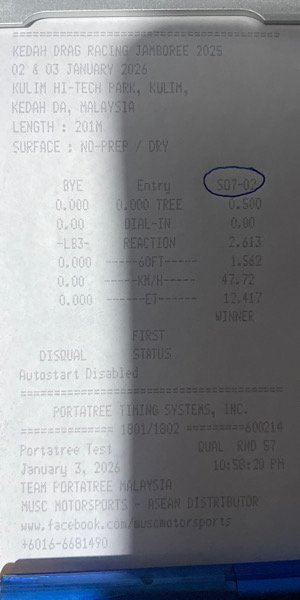 =================================
KEDAH DRAG RACING JAMBOREE 2025
02 & 03 JANUARY 2026
KULIM HI-TECH PARK, KULIM,
KEDAH DA, MALAYSIA
LENGTH : 201M
SURFACE : NO-PREP / DRY
BYE Entry SD7-02
0.000 0.000 TREE 0.500
0.00 DIAL-IN 0.00
-LB3- REACTION 2.613
0.000 -----60FT----- 1.562
0.00 -----KM/H----- 47.72
0.000 ------ET------ 12.417
WINNER
FIRST
DISQUAL STATUS
Autostart Disabled
=================================
PORTATREE TIMING SYSTEMS, INC.
============= 1801/1802 =========600214
Portatree Test QUAL RND 57
January 3, 2026 10:58:20 PM
TEAM PORTATREE MALAYSIA
MUSC MOTORSPORTS - ASEAN DISTRIBUTOR
www.facebook.com/muscmotorsports
+6016-6681490